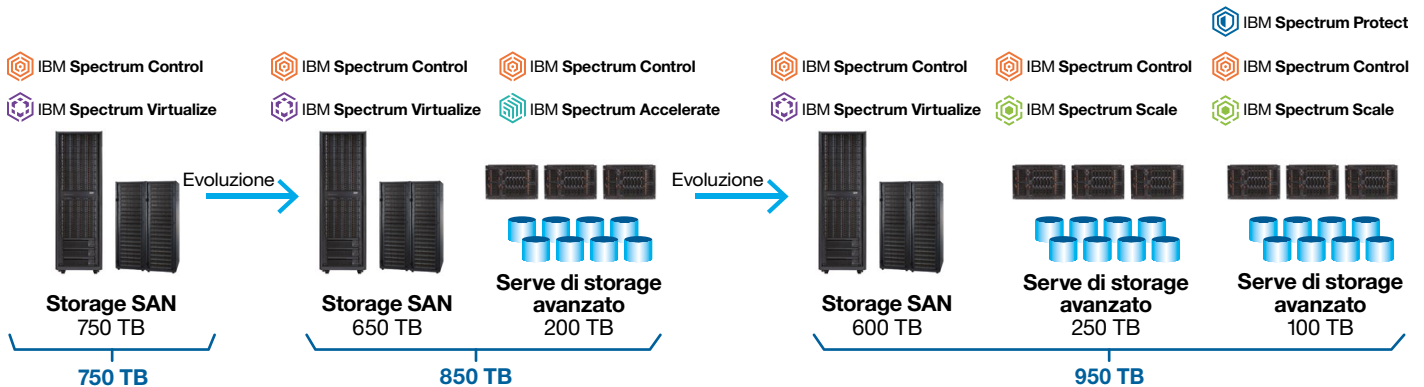 IBM Spectrum Protect
IBM Spectrum Control
IBM Spectrum Control
IBM Spectrum Control
IBM Spectrum Control
IBM Spectrum Control
IBM Spectrum Control
IBM Spectrum Virtualize
IBM Spectrum Virtualize
IBM Spectrum Accelerate
IBM Spectrum Virtualize
IBM Spectrum Scale
IBM Spectrum Scale
Evoluzione
Evoluzione
Storage SAN
750 TB
Storage SAN
650 TB
Serve di storage
avanzato
200 TB
Storage SAN
600 TB
Serve di storage
avanzato
250 TB
Serve di storage
avanzato
100 TB
750 TB
850 TB
950 TB